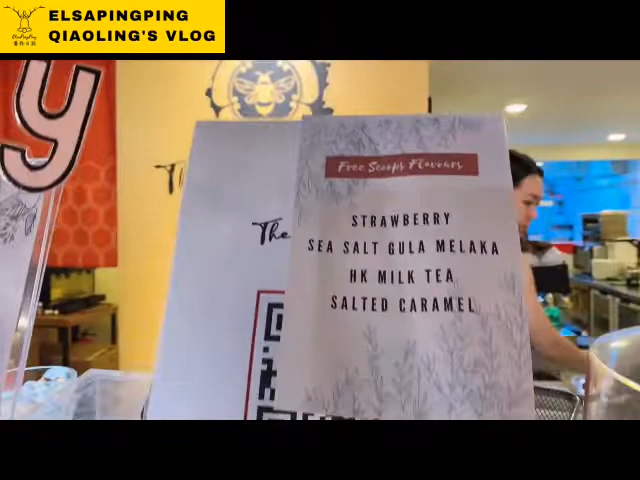 ELSAPINGPING
QIAOLING'S VLOG
y
The
Free Scoops Flavours
STRAWBERRY
SEA SALT GULA MELAKA
HK MILK TEA
SALTED CARAMEL